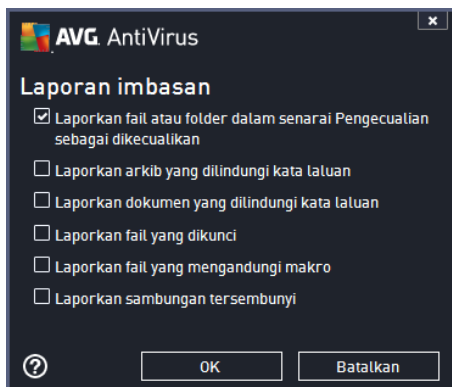 AVG. AntiVirus
Laporan imbasan
Laporkan fail atau folder dalam senarai Pengecualian
sebagai dikecualikan
Laporkan arkib yang dilindungi kata laluan
Laporkan dokumen yang dilindungi kata laluan
Laporkan fail yang dikunci
Laporkan fail yang mengandungi makro
Laporkan sambungan tersembunyi
OK
Batalkan